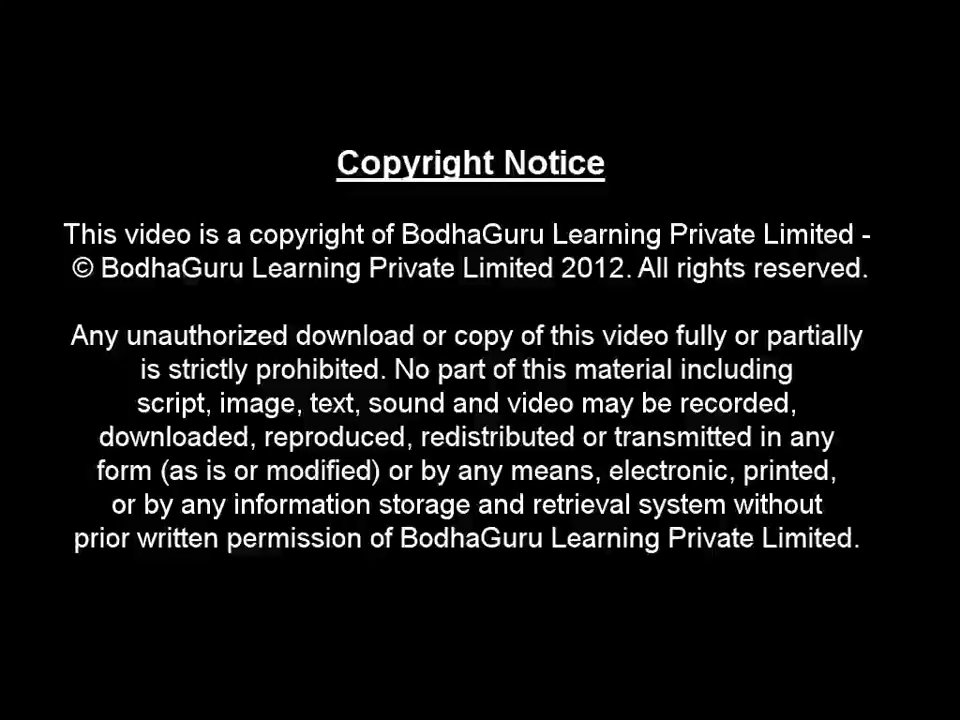 Copyright Notice
This video is a copyright of BodhaGuru Learning Private Limited -
© BodhaGuru Learning Private Limited 2012. All rights reserved.
Any unauthorized download or copy of this video fully or partially
is strictly prohibited. No part of this material including
script, image, text, sound and video may be recorded,
downloaded, reproduced, redistributed or transmitted in any
form (as is or modified) or by any means, electronic, printed,
or by any information storage and retrieval system without
prior written permission of BodhaGuru Learning Private Limited.